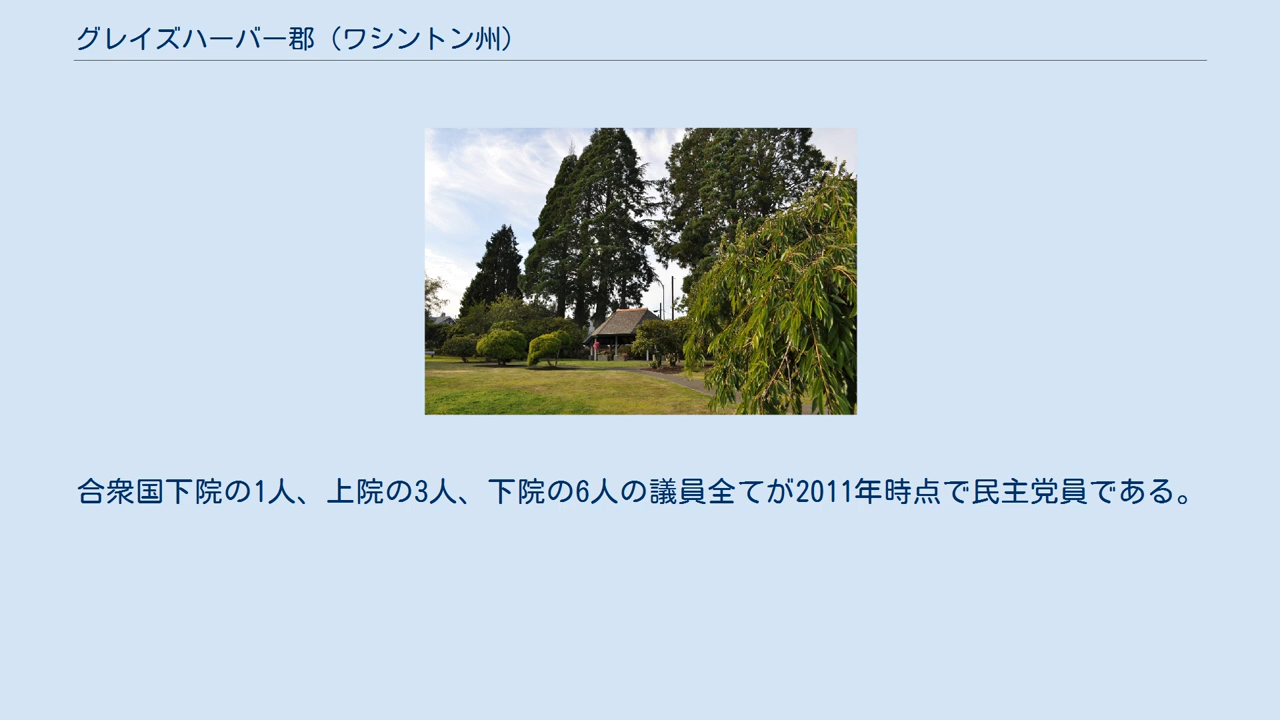 グレイズハーバー郡（ワシントン州）
合衆国下院の1人、上院の3人、下院の6人の議員全てが2011年時点で民主党員である。